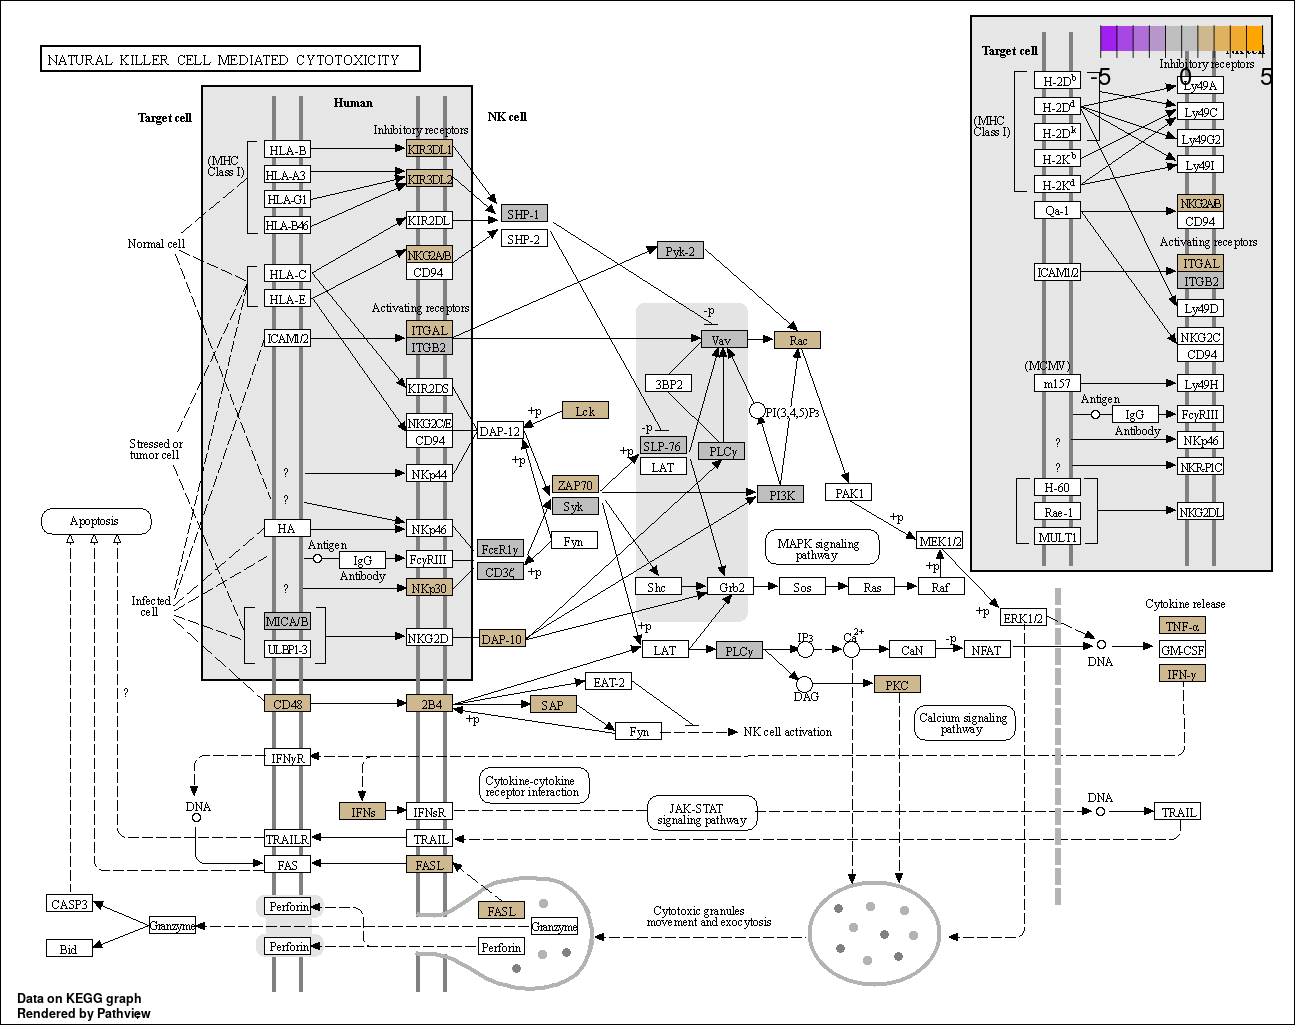 NATURAL KILLER CELL MEDIATED CYTOTOXICITY
Target cell
Human
NK cell
Inhibitory receptors
(MHC
Class I)
HLA-B
KIR3DL1
HLA-A3
KIR3DL2
HLA-G1
HLA-B46
KIR2DL
SHP-1
SHP-2
Normal cell
NKG2A/B
CD94
HLA-C
HLA-E
Pyk-2
Activating receptors
ICAM1/2
ITGAL
ITGB2
-p
Vav
Rac
3BP2
KIR2DS
Lck
+p
PI(3,4,5)P3
NKG2C/E
CD94
DAP-12
-p
SLP-76
LAT
PLCγ
Stressed or
tumor cell
?
NKp44
+p
+p
ZAP70
Syk
PI3K
PAK1
?
Apoptosis
HA
NKp46
Fyn
+p
MEK1/2
MAPK signaling
pathway
Antigen
IgG
Antibody
FcγRIII
FcεR1γ
CD3ζ
+p
+p
?
NKp30
Shc
Grb2
Sos
Ras
Raf
Infected
cell
MICA/B
ULBP1-3
NKG2D
DAP-10
+p
+p
ERK1/2
LAT
PLCγ
IP3
Ca2+
CaN
-p
NFAT
DNA
Cytokine release
TNF-α
GM-CSF
IFN-γ
DAG
PKC
?
EAT-2
CD48
2B4
+p
SAP
Fyn
NK cell activation
Calcium signaling
pathway
IFNγR
Cytokine-cytokine
receptor interaction
DNA
IFNs
IFNsR
JAK-STAT
signaling pathway
DNA
TRAIL
TRAILR
TRAIL
FAS
FASL
CASP3
Bid
Granzyme
Perforin
Perforin
FASL
Granzyme
Perforin
Cytotoxic granules
movement and exocytosis
Target cell
NK cell
-5
0
5
Inhibitory receptors
(MHC
Class I)
H-2Db
Ly49A
H-2Dd
Ly49C
H-2Dk
Ly49G2
H-2Kb
Ly49I
H-2Kd
Qa-1
NKG2A/B
CD94
Activating receptors
ICAM1/2
ITGAL
ITGB2
Ly49D
NKG2C
CD94
(MCMV)
m157
Ly49H
Antigen
IgG
Antibody
FcγRIII
?
NKp46
?
NKR-P1C
H-60
Rae-1
MULT1
NKG2DL
Data on KEGG graph
Rendered by Pathview